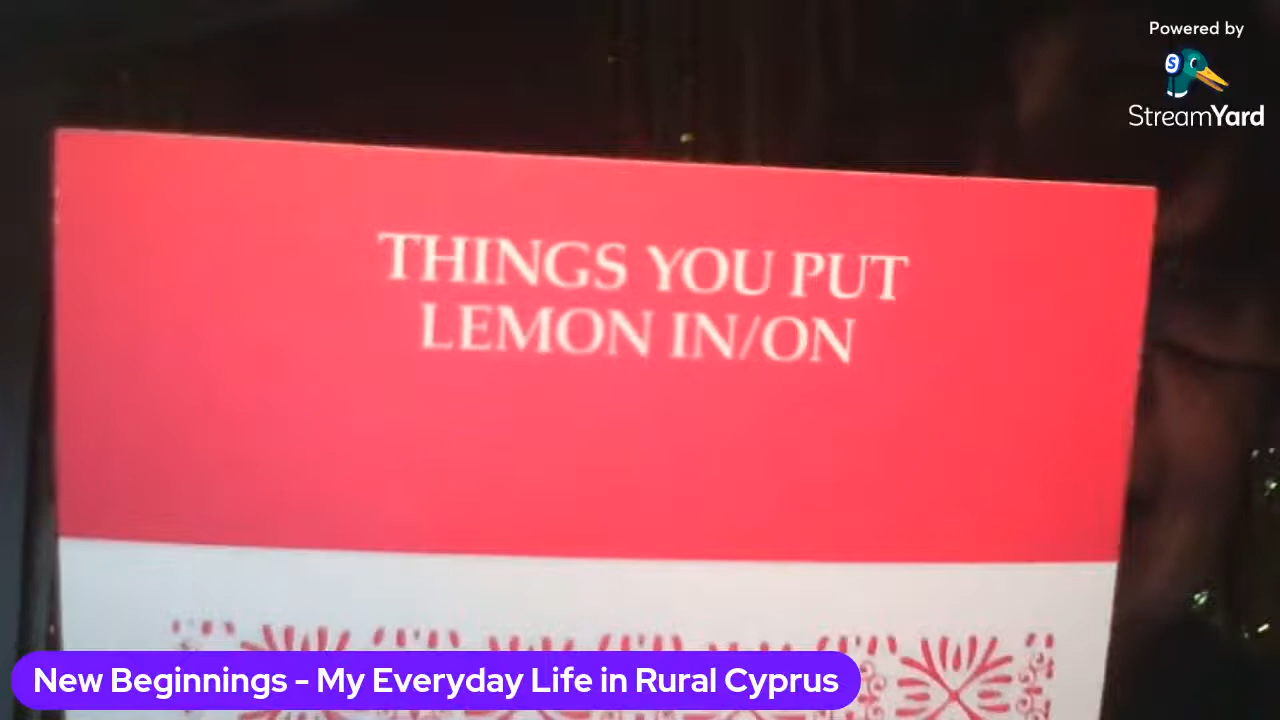 Powered by
StreamYard
THINGS YOU PUT
LEMON IN/ON
New Beginnings - My Everyday Life in Rural Cyprus